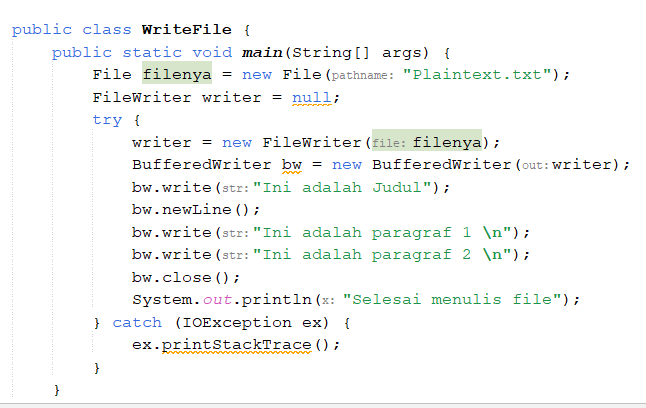 public class WriteFile {
public static void main(String[] args) {
File filenya = new File(pathname: "Plaintext.txt");
FileWriter writer = null;
try {
writer = new FileWriter(file: filenya);
BufferedWriter bw = new BufferedWriter(out: writer);
bw.write(str: "Ini adalah Judul");
bw.newLine();
bw.write(str: "Ini adalah paragraf 1 \n");
bw.write(str: "Ini adalah paragraf 2 \n");
bw.close();
System.out.println(x: "Selesai menulis file");
} catch (IOException ex) {
ex.printStackTrace();
}
}